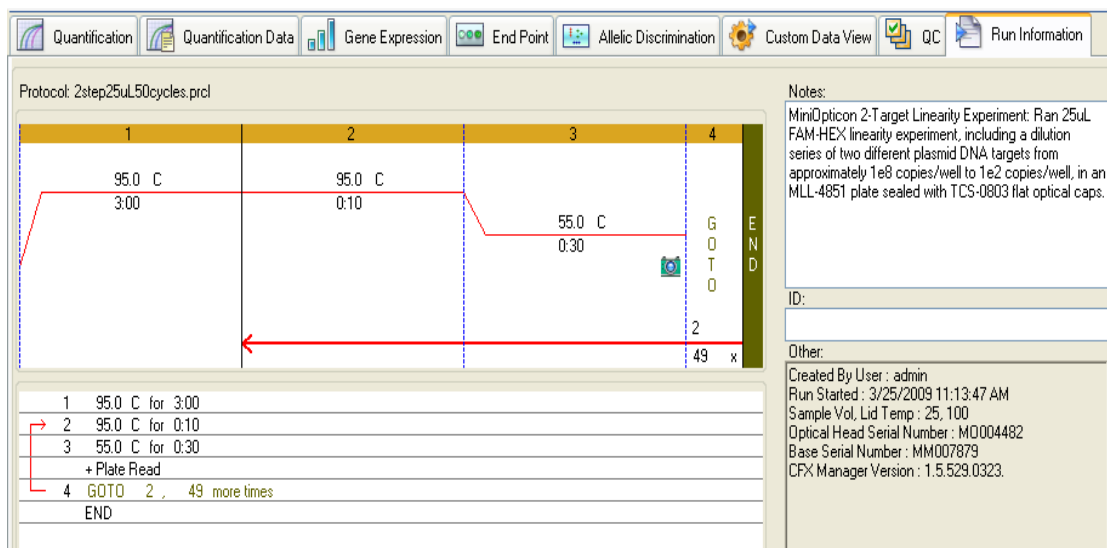 Quantification Quantification Data Gene Expression End Point Allelic Discrimination Custom Data View QC Run Information
Protocol: 2step25uL50cycles.prcl
1 2 3 4
95.0 C 95.0 C
3:00 0:10
55.0 C
0:30
GOTO
END
2
49 x
1 95.0 C for 3:00
2 95.0 C for 0:10
3 55.0 C for 0:30
+ Plate Read
4 GOTO 2 , 49 more times
END
Notes:
MiniOpticon 2-Target Linearity Experiment: Ran 25uL
FAM-HEX linearity experiment, including a dilution
series of two different plasmid DNA targets from
approximately 1e8 copies/well to 1e2 copies/well, in an
MLL-4851 plate sealed with TCS-0803 flat optical caps.
ID:
Other:
Created By User : admin
Run Started : 3/25/2009 11:13:47 AM
Sample Vol, Lid Temp : 25, 100
Optical Head Serial Number : MO004482
Base Serial Number : MM007879
CFX Manager Version : 1.5.529.0323.